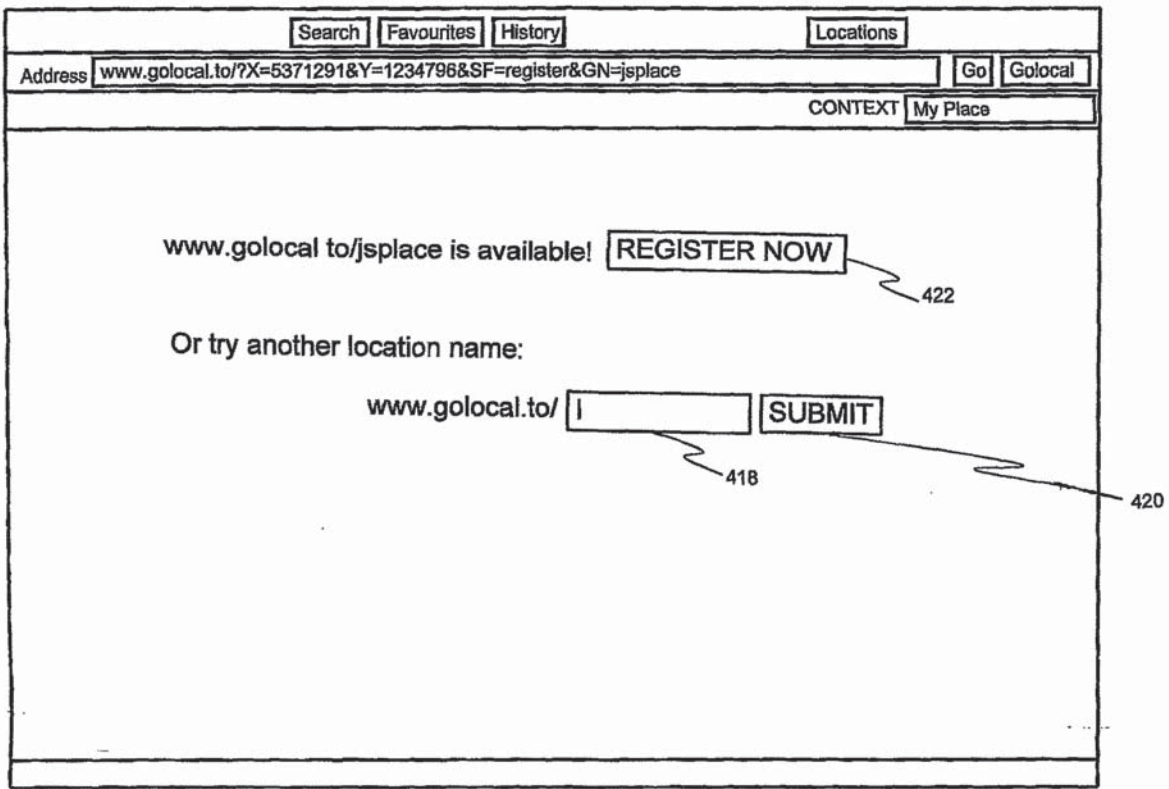 Search Favourites History Locations
Address www.golocal.to/?X=5371291&Y=1234796&SF=register&GN=jsplace Go Golocal
CONTEXT My Place
www.golocal to/jsplace is available! REGISTER NOW
422
Or try another location name:
www.golocal.to/ SUBMIT
418
420